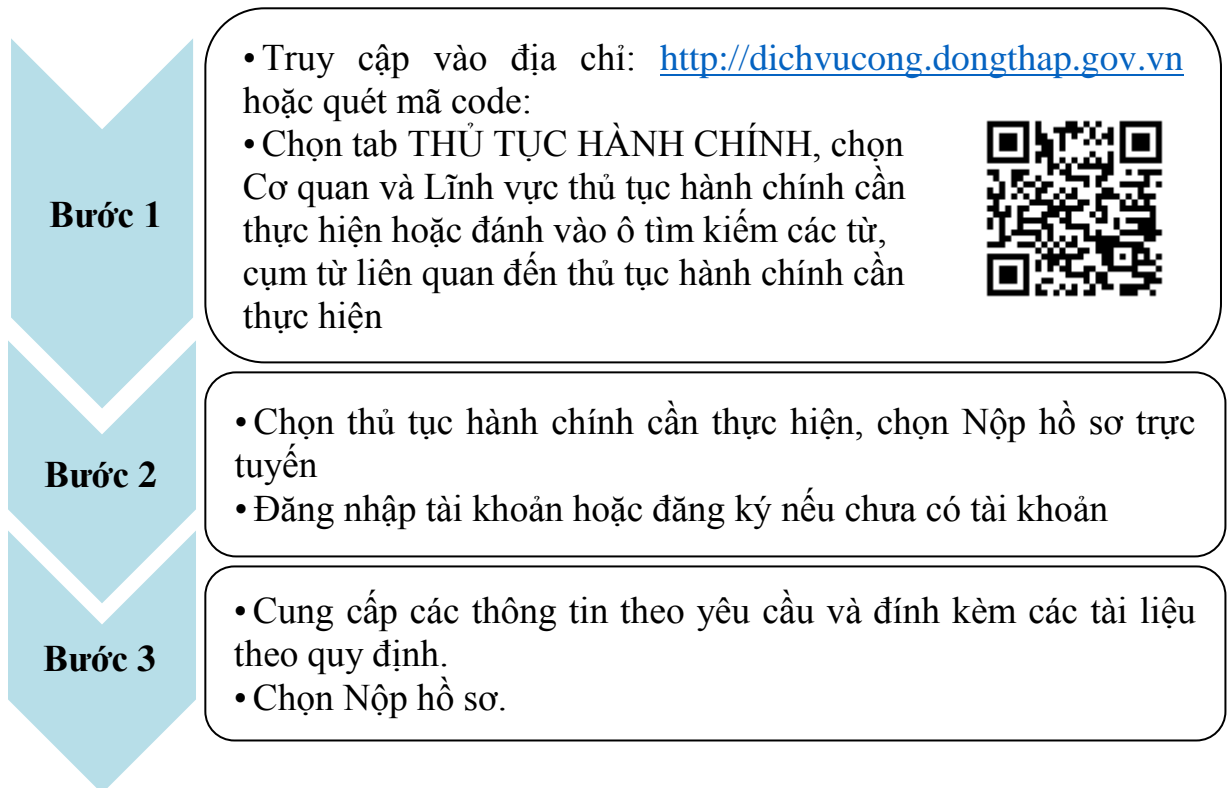 • Truy cập vào địa chỉ: http://dichvucong.dongthap.gov.vn
hoặc quét mã code:
• Chọn tab THỦ TỤC HÀNH CHÍNH, chọn
Cơ quan và Lĩnh vực thủ tục hành chính cần
Bước 1
thực hiện hoặc đánh vào ô tìm kiếm các từ,
cụm từ liên quan đến thủ tục hành chính cần
thực hiện
• Chọn thủ tục hành chính cần thực hiện, chọn Nộp hồ sơ trực
tuyến
Bước 2
• Đăng nhập tài khoản hoặc đăng ký nếu chưa có tài khoản
• Cung cấp các thông tin theo yêu cầu và đính kèm các tài liệu
theo quy định.
Bước 3
• Chọn Nộp hồ sơ.